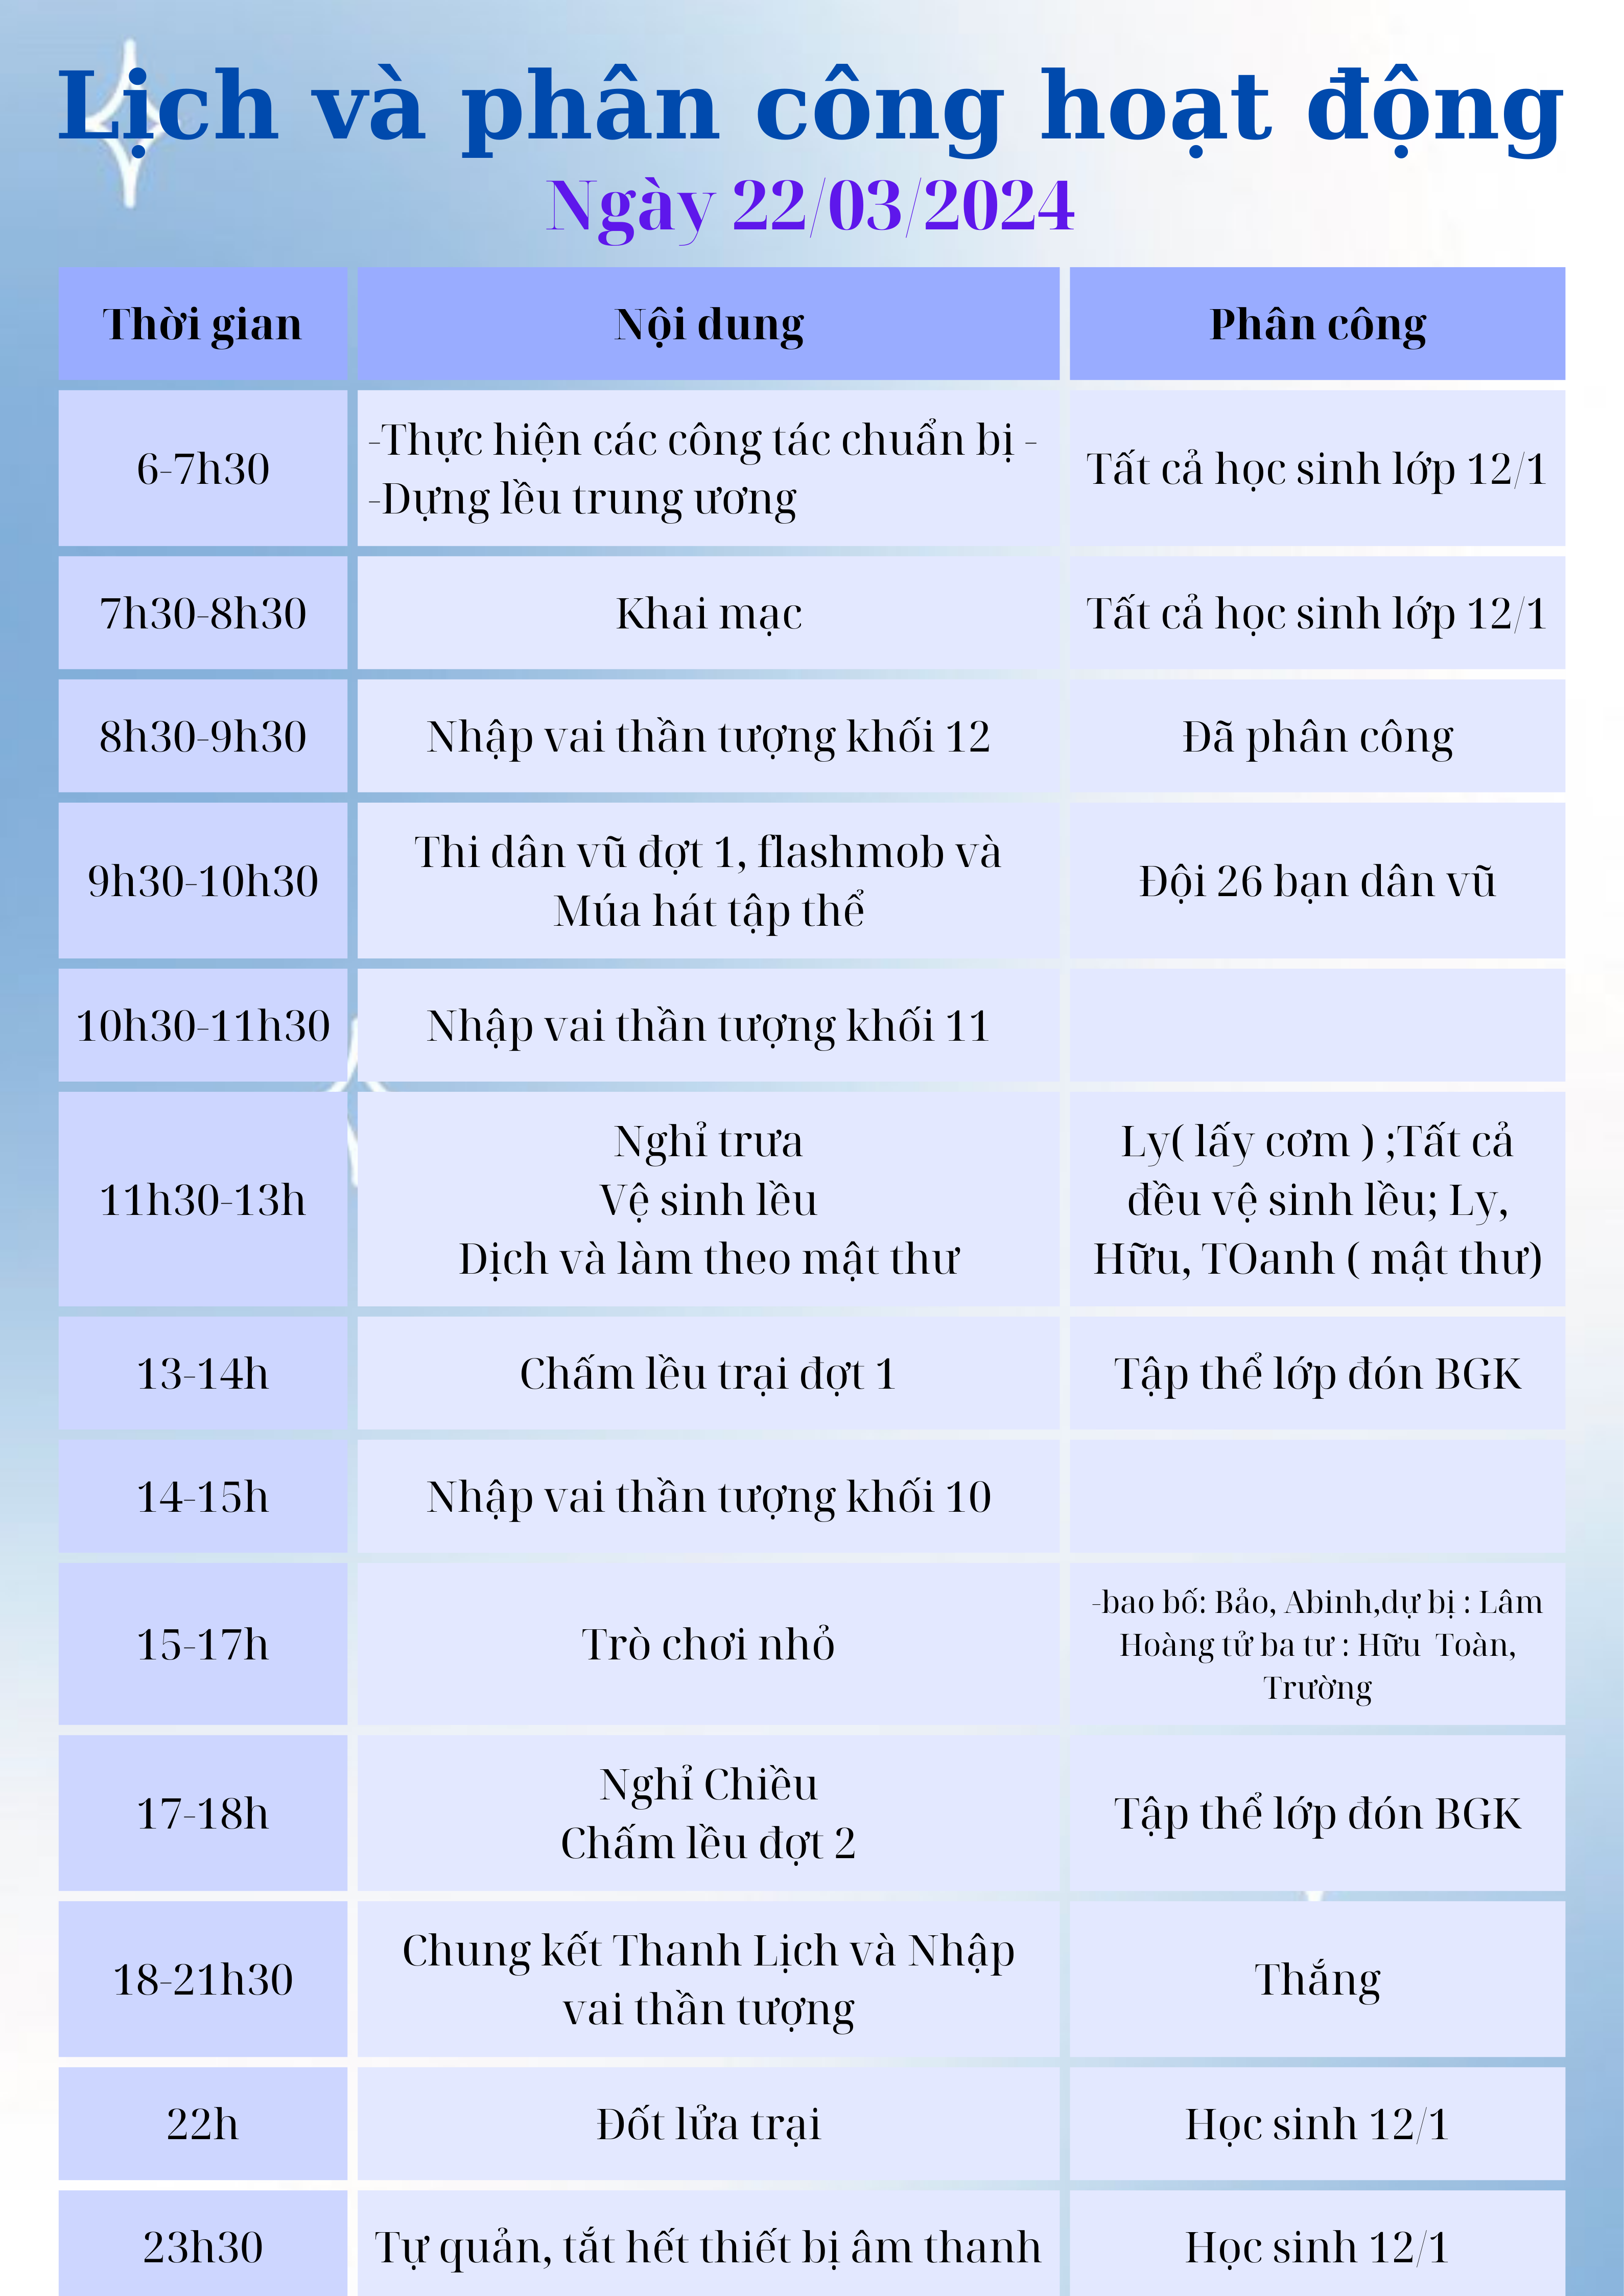 Lịch và phân công hoạt động
Ngày 22/03/2024
Thời gian
Nội dung
Phân công
6-7h30
-Thực hiện các công tác chuẩn bị -
-Dựng lều trung ương
Tất cả học sinh lớp 12/1
7h30-8h30
Khai mạc
Tất cả học sinh lớp 12/1
8h30-9h30
Nhập vai thần tượng khối 12
Đã phân công
9h30-10h30
Thi dân vũ đợt 1, flashmob và
Múa hát tập thể
Đội 26 bạn dân vũ
10h30-11h30
Nhập vai thần tượng khối 11
11h30-13h
Nghỉ trưa
Vệ sinh lều
Dịch và làm theo mật thư
Ly( lấy cơm ) ;Tất cả
đều vệ sinh lều; Ly,
Hữu, TOanh ( mật thư)
13-14h
Chấm lều trại đợt 1
Tập thể lớp đón BGK
14-15h
Nhập vai thần tượng khối 10
15-17h
Trò chơi nhỏ
-bao bố: Bảo, Abinh,dự bị : Lâm
Hoàng tử ba tư : Hữu  Toàn,
Trường
17-18h
Nghỉ Chiều
Chấm lều đợt 2
Tập thể lớp đón BGK
18-21h30
Chung kết Thanh Lịch và Nhập
vai thần tượng
Thắng
22h
Đốt lửa trại
Học sinh 12/1
23h30
Tự quản, tắt hết thiết bị âm thanh
Học sinh 12/1